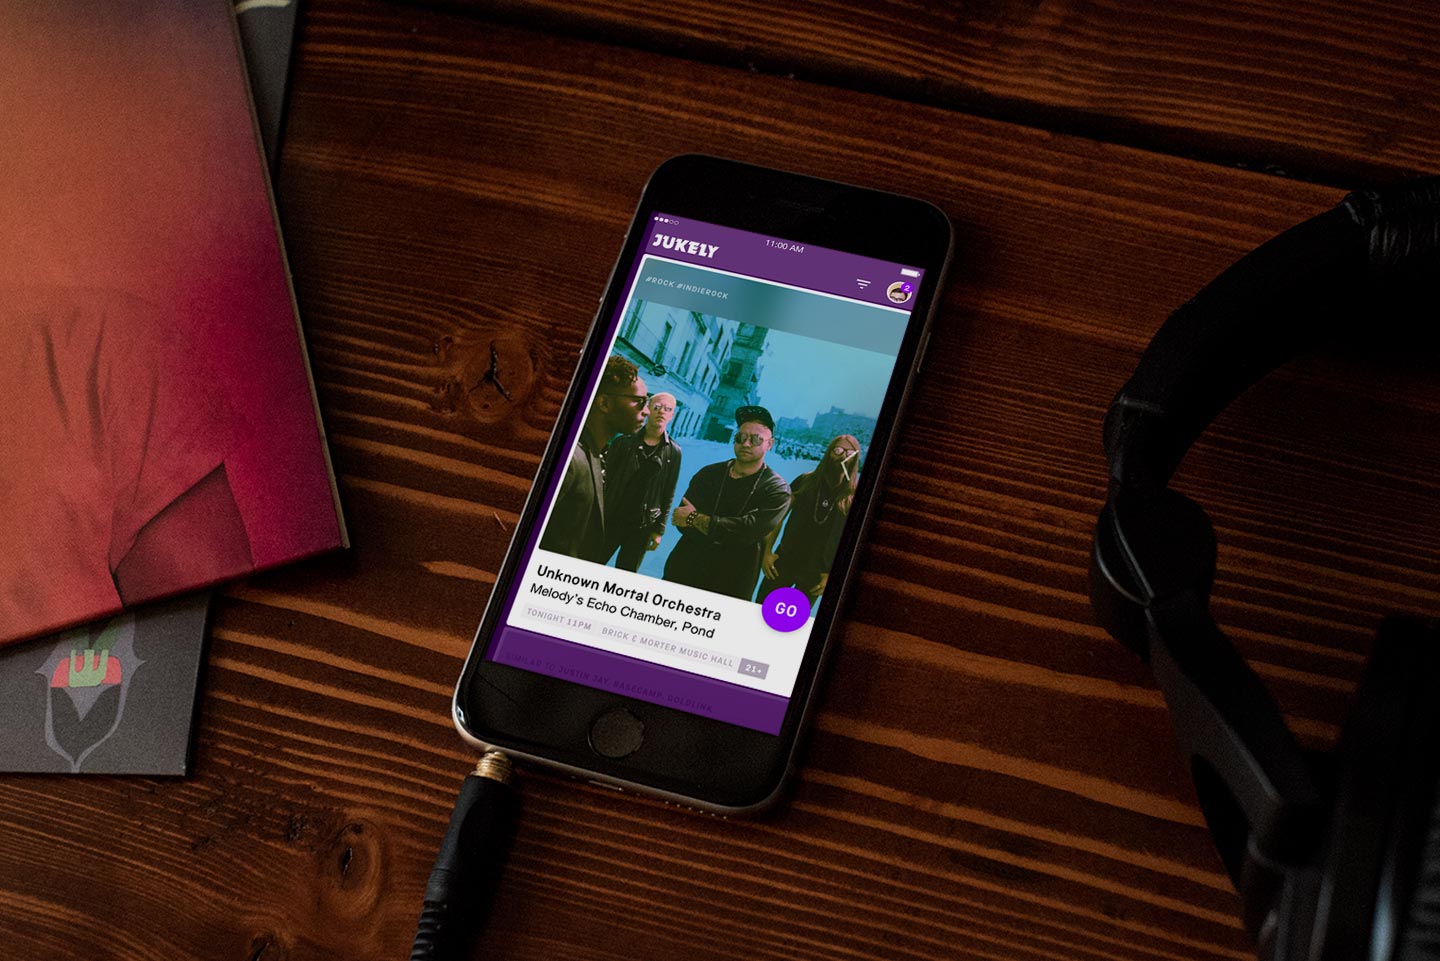 11:00 AM
JUKELY
2
#ROCK #INDIEROCK
Unknown Mortal Orchestra
Melody's Echo Chamber, Pond
GO
TONIGHT 11PM BRICK & MORTER MUSIC HALL 21+
SIMILAR TO JUSTIN JAY, BASECAMP, GOLDLINK